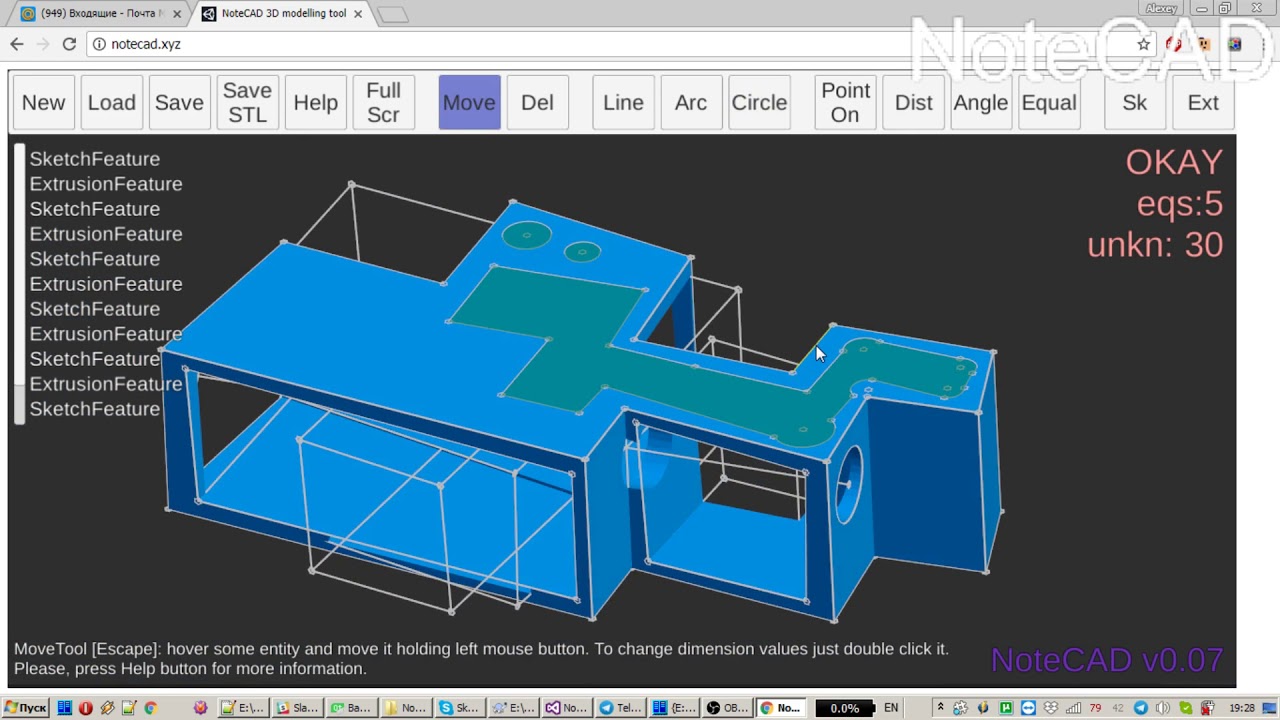 (949) Входящие - Почта М
NoteCAD 3D modelling tool
Alexey
notecad.xyz
NoteCAD
New
Load
Save
Save
STL
Help
Full
Scr
Move
Del
Line
Arc
Circle
Point
On
Dist
Angle
Equal
Sk
Ext
SketchFeature
ExtrusionFeature
SketchFeature
ExtrusionFeature
SketchFeature
ExtrusionFeature
SketchFeature
ExtrusionFeature
SketchFeature
ExtrusionFeature
SketchFeature
OKAY
eqs:5
unkn: 30
MoveTool [Escape]: hover some entity and move it holding left mouse button. To change dimension values just double click it.
Please, press Help button for more information.
NoteCAD v0.07
Пуск
E:\...
Sla...
Ba...
No...
Sk...
E:\...
No...
Tel...
{E:...
OB...
No...
0.0%
EN
79
42
19:28